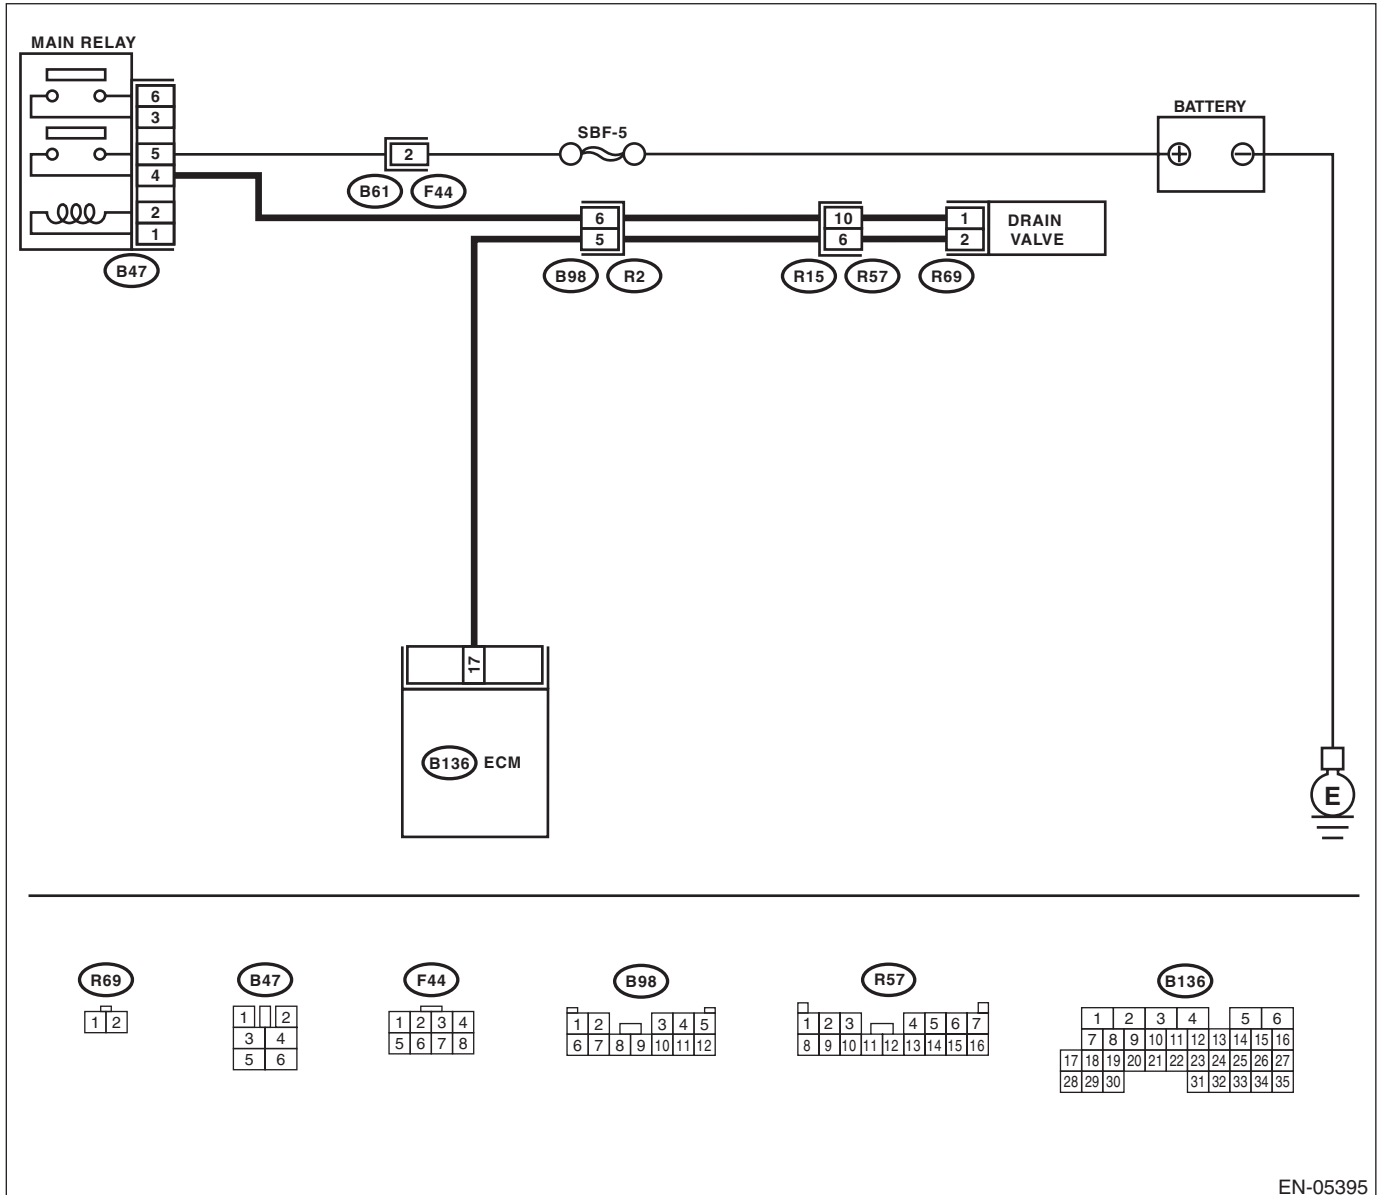 MAIN RELAY
6
3
5
4
2
1
B47
2
B61 F44
SBF-5
BATTERY
6
5
B98 R2
10
6
R15 R57
1
2
R69
DRAIN
VALVE
17
B136 ECM
E
R69
1 2
B47
1 2
3 4
5 6
F44
1 2 3 4
5 6 7 8
B98
1 2 3 4 5
6 7 8 9 10 11 12
R57
1 2 3 4 5 6 7
8 9 10 11 12 13 14 15 16
B136
1 2 3 4 5 6
7 8 9 10 11 12 13 14 15 16
17 18 19 20 21 22 23 24 25 26 27
28 29 30 31 32 33 34 35
EN-05395